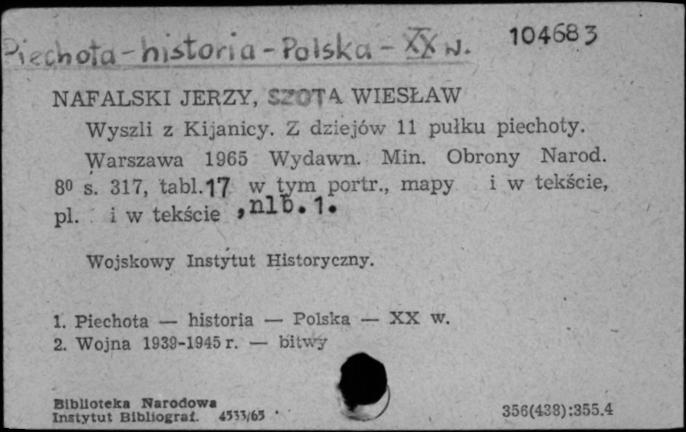 Piechota - historia - Polska - XX w. 104683
NAFALSKI JERZY, SZOTA WIESŁAW
Wyszli z Kijanicy. Z dziejów 11 pułku piechoty.
Warszawa 1965 Wydawn. Min. Obrony Narod.
8⁰ s. 317, tabl. 17 w tym portr., mapy i w tekście,
pl. i w tekście, nlb. 1.
Wojskowy Instytut Historyczny.
1. Piechota — historia — Polska — XX w.
2. Wojna 1939-1945 r. — bitwy
Biblioteka Narodowa
Instytut Bibliograf. 4533/65
356(438):355.4